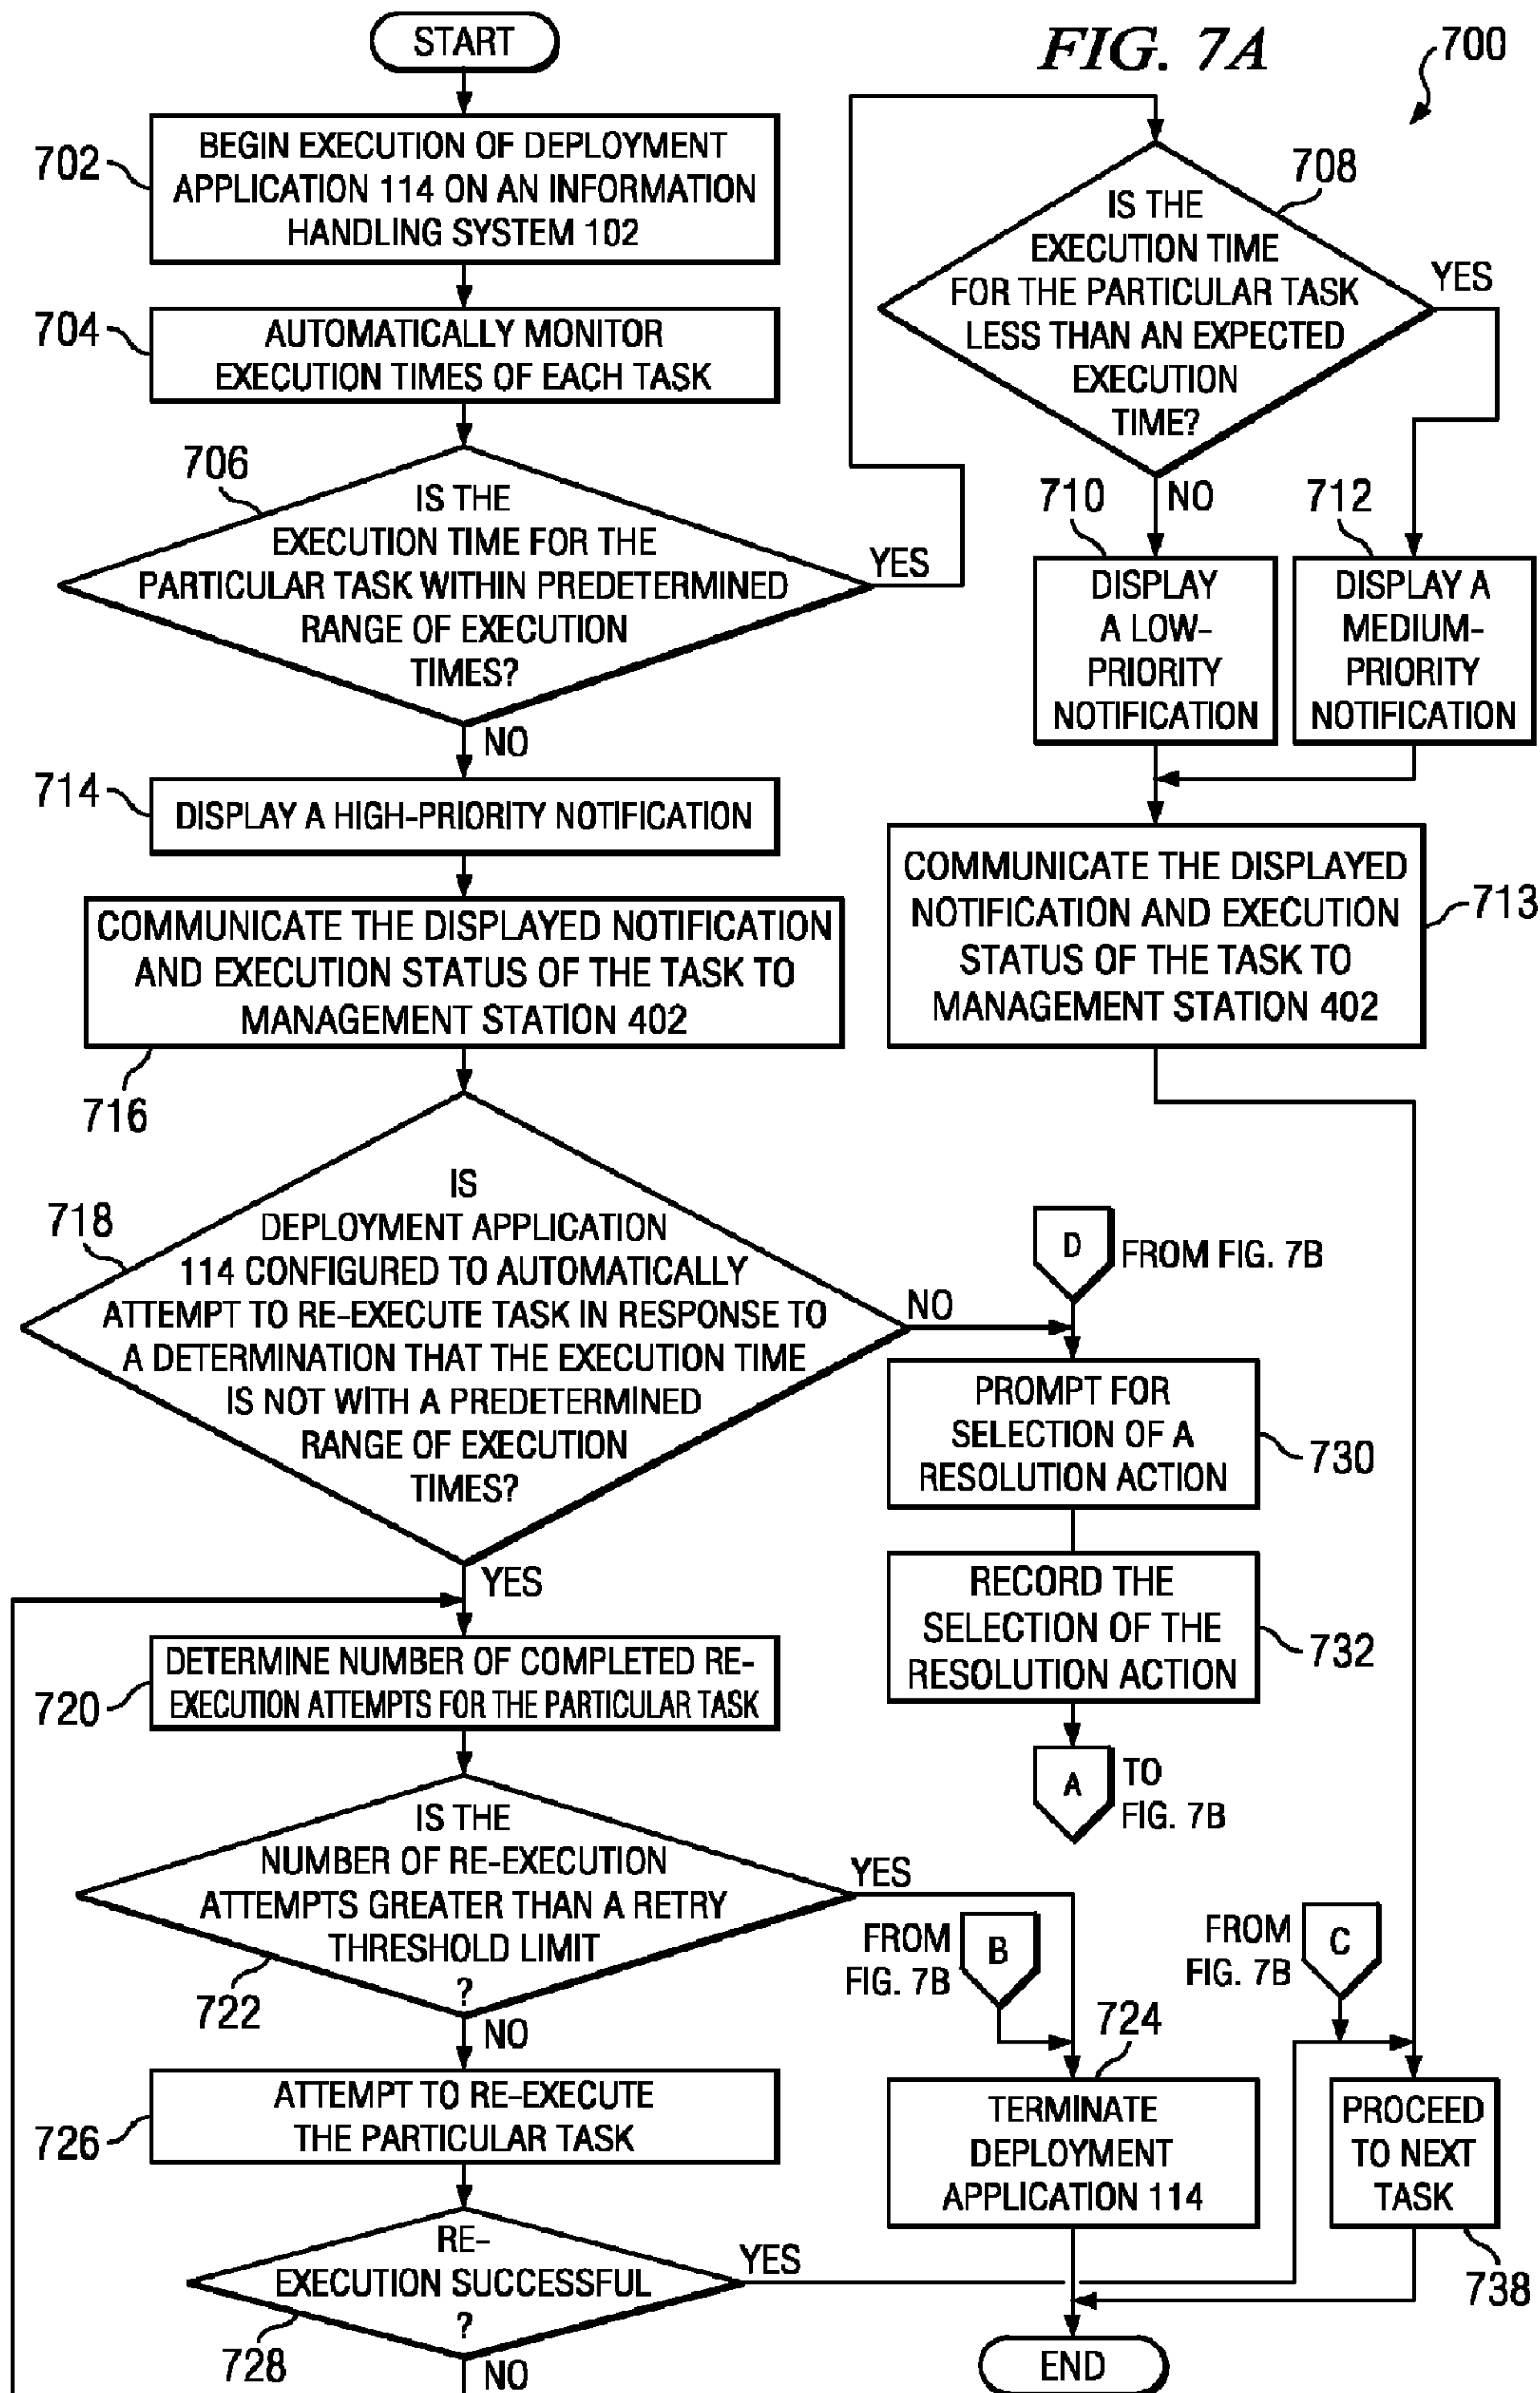 START
FIG. 7A
700
702
BEGIN EXECUTION OF DEPLOYMENT
APPLICATION 114 ON AN INFORMATION
HANDLING SYSTEM 102
704
AUTOMATICALLY MONITOR
EXECUTION TIMES OF EACH TASK
706
IS THE
EXECUTION TIME FOR THE
PARTICULAR TASK WITHIN PREDETERMINED
RANGE OF EXECUTION
TIMES?
YES
NO
708
IS THE
EXECUTION TIME
FOR THE PARTICULAR TASK
LESS THAN AN EXPECTED
EXECUTION
TIME?
YES
NO
710
DISPLAY
A LOW-
PRIORITY
NOTIFICATION
712
DISPLAY A
MEDIUM-
PRIORITY
NOTIFICATION
COMMUNICATE THE DISPLAYED
NOTIFICATION AND EXECUTION
STATUS OF THE TASK TO
MANAGEMENT STATION 402
713
714
DISPLAY A HIGH-PRIORITY NOTIFICATION
COMMUNICATE THE DISPLAYED NOTIFICATION
AND EXECUTION STATUS OF THE TASK TO
MANAGEMENT STATION 402
716
718
IS
DEPLOYMENT APPLICATION
114 CONFIGURED TO AUTOMATICALLY
ATTEMPT TO RE-EXECUTE TASK IN RESPONSE TO
A DETERMINATION THAT THE EXECUTION TIME
IS NOT WITH A PREDETERMINED
RANGE OF EXECUTION
TIMES?
NO
YES
D
FROM FIG. 7B
PROMPT FOR
SELECTION OF A
RESOLUTION ACTION
730
RECORD THE
SELECTION OF THE
RESOLUTION ACTION
732
A
TO
FIG. 7B
720
DETERMINE NUMBER OF COMPLETED RE-
EXECUTION ATTEMPTS FOR THE PARTICULAR TASK
IS THE
NUMBER OF RE-EXECUTION
ATTEMPTS GREATER THAN A RETRY
THRESHOLD LIMIT
?
722
YES
NO
FROM
FIG. 7B
B
FROM
FIG. 7B
C
724
TERMINATE
DEPLOYMENT
APPLICATION 114
PROCEED
TO NEXT
TASK
738
726
ATTEMPT TO RE-EXECUTE
THE PARTICULAR TASK
RE-
EXECUTION SUCCESSFUL
?
728
YES
NO
END